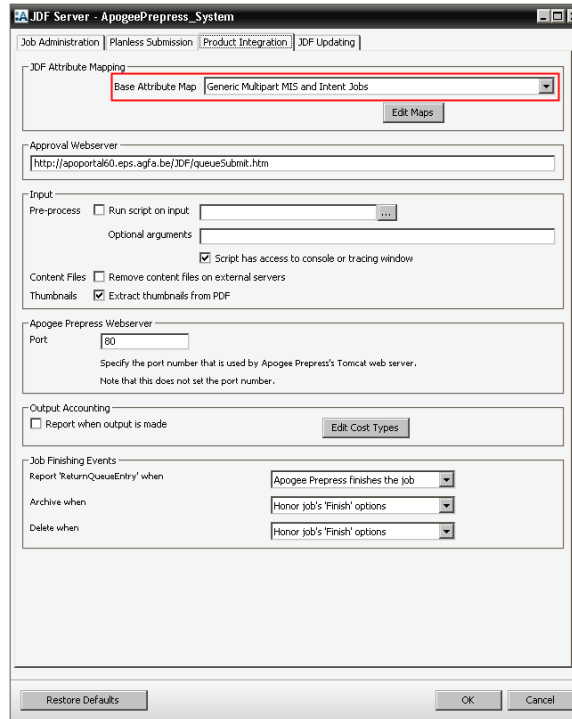 JDF Server - ApogeePrepress_System
Job Administration Planless Submission Product Integration JDF Updating
JDF Attribute Mapping
Base Attribute Map Generic Multipart MIS and Intent Jobs
Edit Maps
Approval Webserver
http://apoportal60.eps.agfa.be/JDF/queueSubmit.htm
Input
Pre-process Run script on input ...
Optional arguments
Script has access to console or tracing window
Content Files Remove content files on external servers
Thumbnails Extract thumbnails from PDF
Apogee Prepress Webserver
Port 80
Specify the port number that is used by Apogee Prepress's Tomcat web server.
Note that this does not set the port number.
Output Accounting
Report when output is made Edit Cost Types
Job Finishing Events
Report 'ReturnQueueEntry' when Apogee Prepress finishes the job
Archive when Honor job's 'Finish' options
Delete when Honor job's 'Finish' options
Restore Defaults OK Cancel